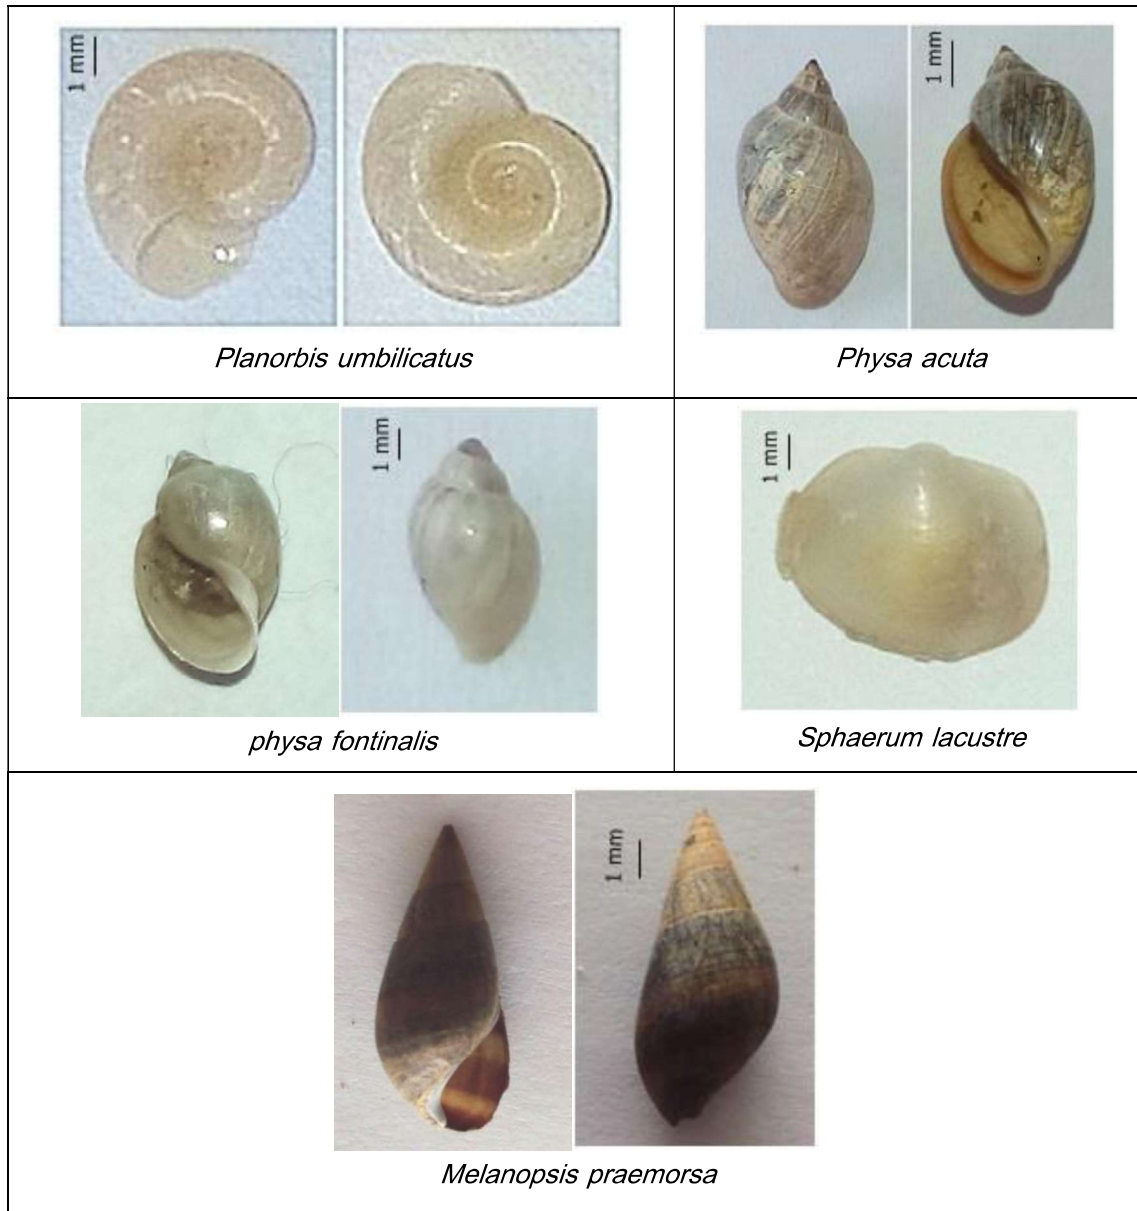 1 mm
1 mm
Planorbis umbilicatus
Physa acuta
1 mm
1 mm
physa fontinalis
Sphaerum lacustre
1 mm
Melanopsis praemorsa